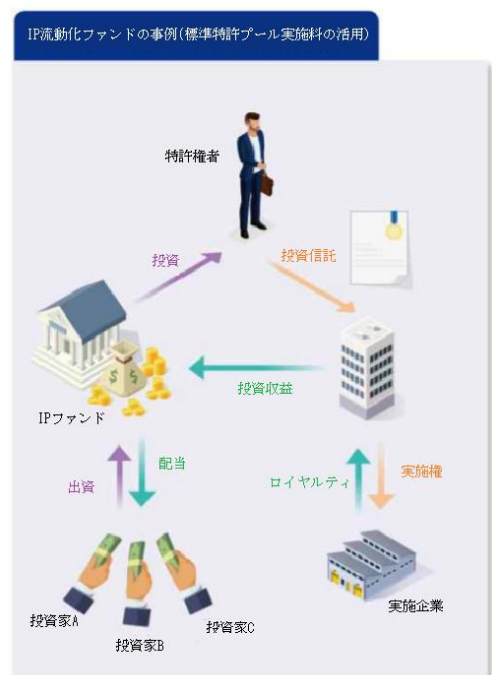 IP流動化ファンドの事例(標準特許プール実施料の活用)
特許権者
投資
投資信託
投資収益
IPファンド
出資
配当
ロイヤルティ
実施権
投資家A
投資家B
投資家C
実施企業